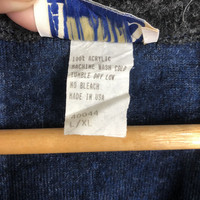 100% ACRYLIC
MACHINE WASH COLD
TUMBLE DRY LOW
NO BLEACH
MADE IN USA
L/XL